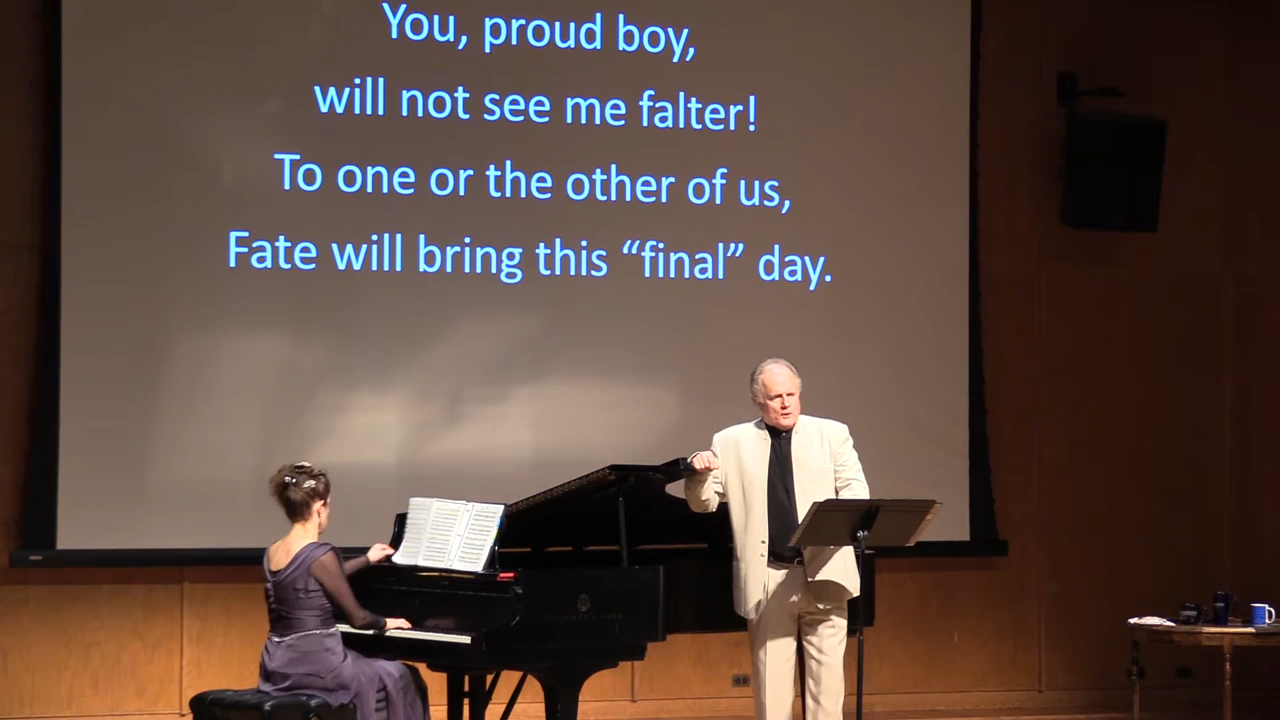 You, proud boy,
will not see me falter!
To one or the other of us,
Fate will bring this “final” day.